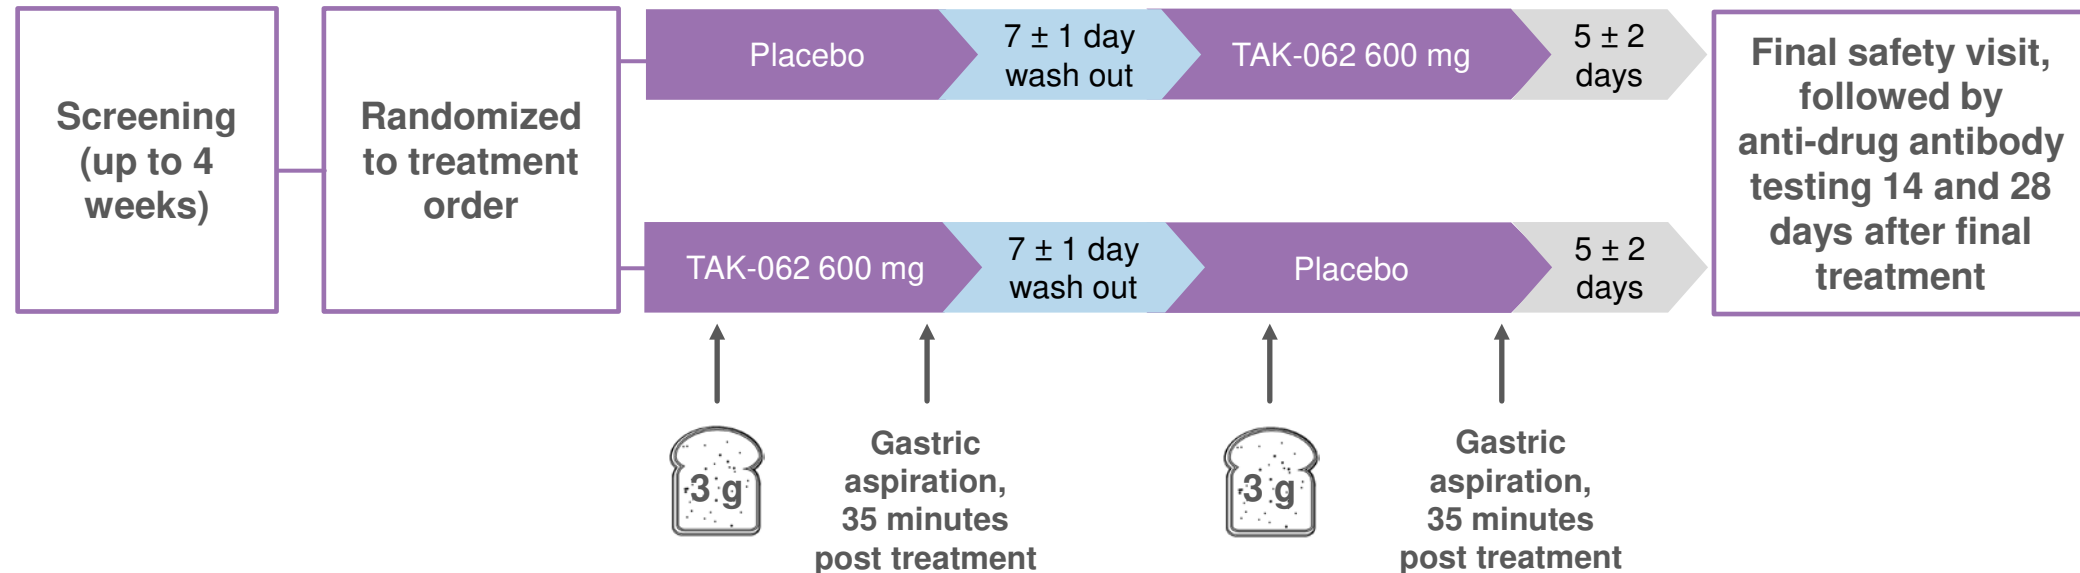 Screening
(up to 4
weeks)
Randomized
to treatment
order
Placebo
7 ± 1 day
wash out
TAK-062 600 mg
5 ± 2
days
TAK-062 600 mg
7 ± 1 day
wash out
Placebo
5 ± 2
days
Final safety visit,
followed by
anti-drug antibody
testing 14 and 28
days after final
treatment
3 g
Gastric
aspiration,
35 minutes
post treatment
3 g
Gastric
aspiration,
35 minutes
post treatment